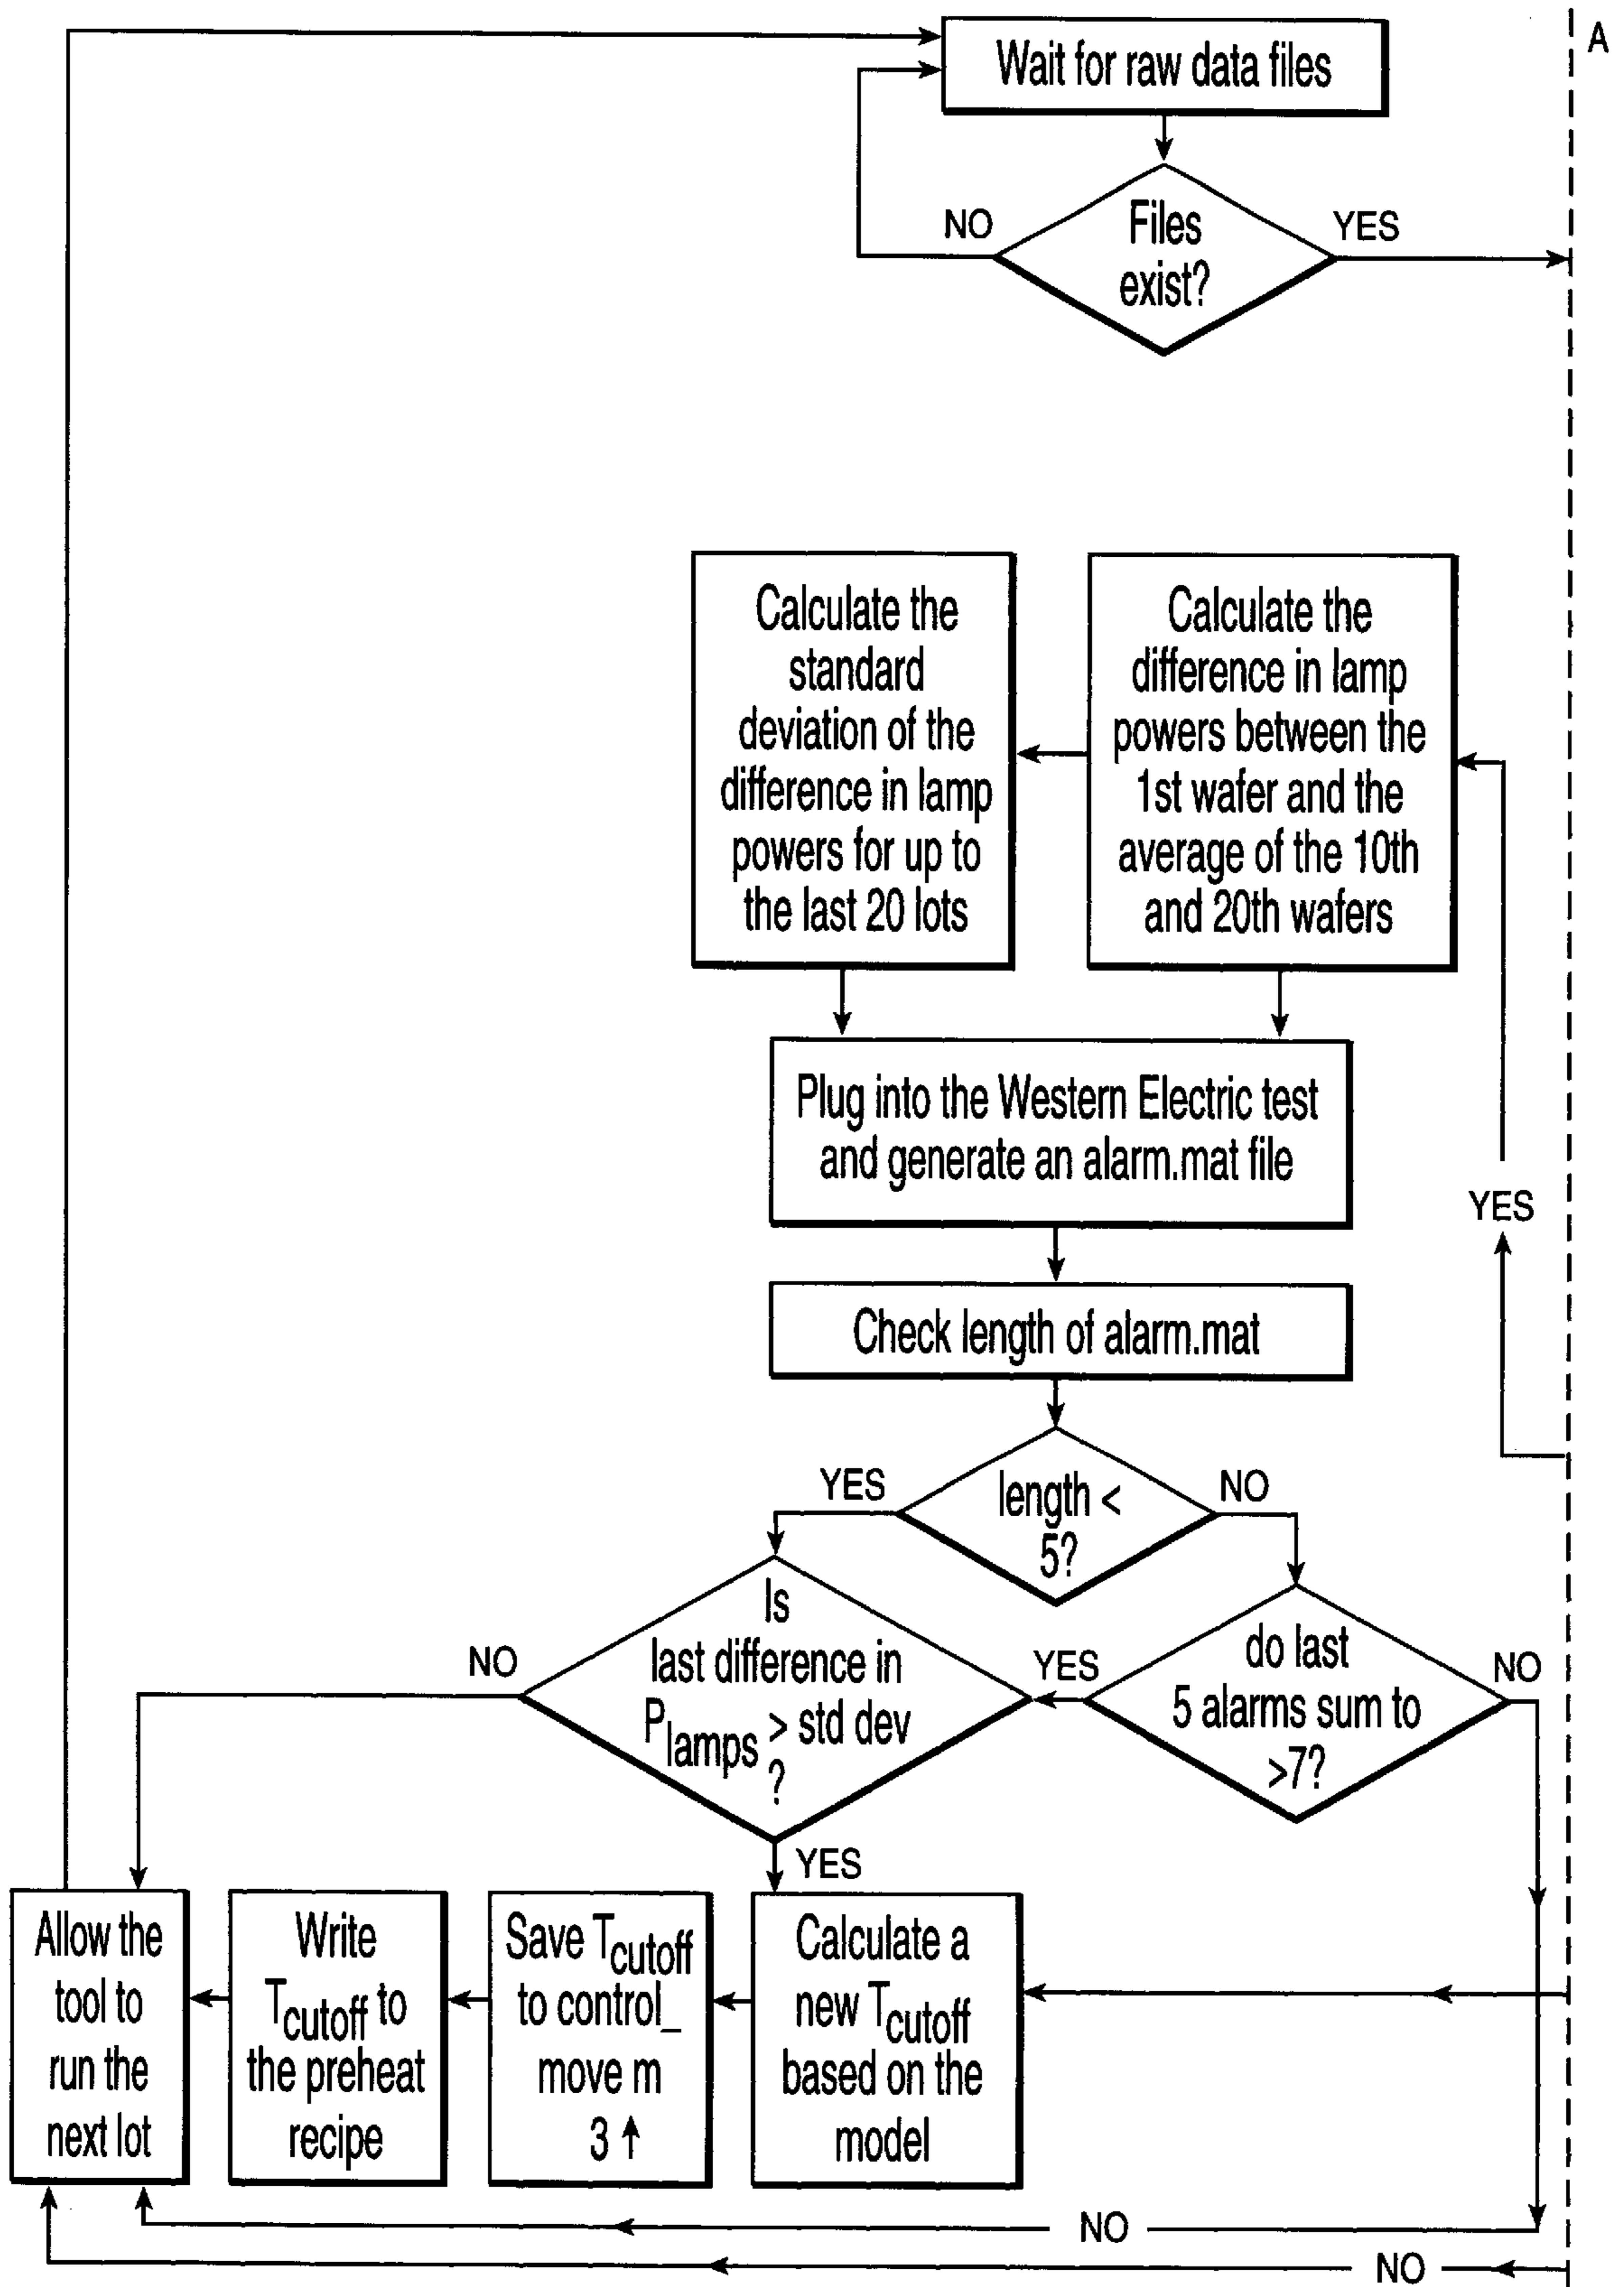 A
Wait for raw data files
NO
Files
exist?
YES
Calculate the
standard
deviation of the
difference in lamp
powers for up to
the last 20 lots
Calculate the
difference in lamp
powers between the
1st wafer and the
average of the 10th
and 20th wafers
Plug into the Western Electric test
and generate an alarm.mat file
YES
Check length of alarm.mat
YES
length <
5?
NO
Is
last difference in
Plamps > std dev
?
NO
YES
do last
5 alarms sum to
>7?
NO
YES
Allow the
tool to
run the
next lot
Write
Tcutoff to
the preheat
recipe
Save Tcutoff
to control_
move m
3 ↑
Calculate a
new Tcutoff
based on the
model
NO
NO